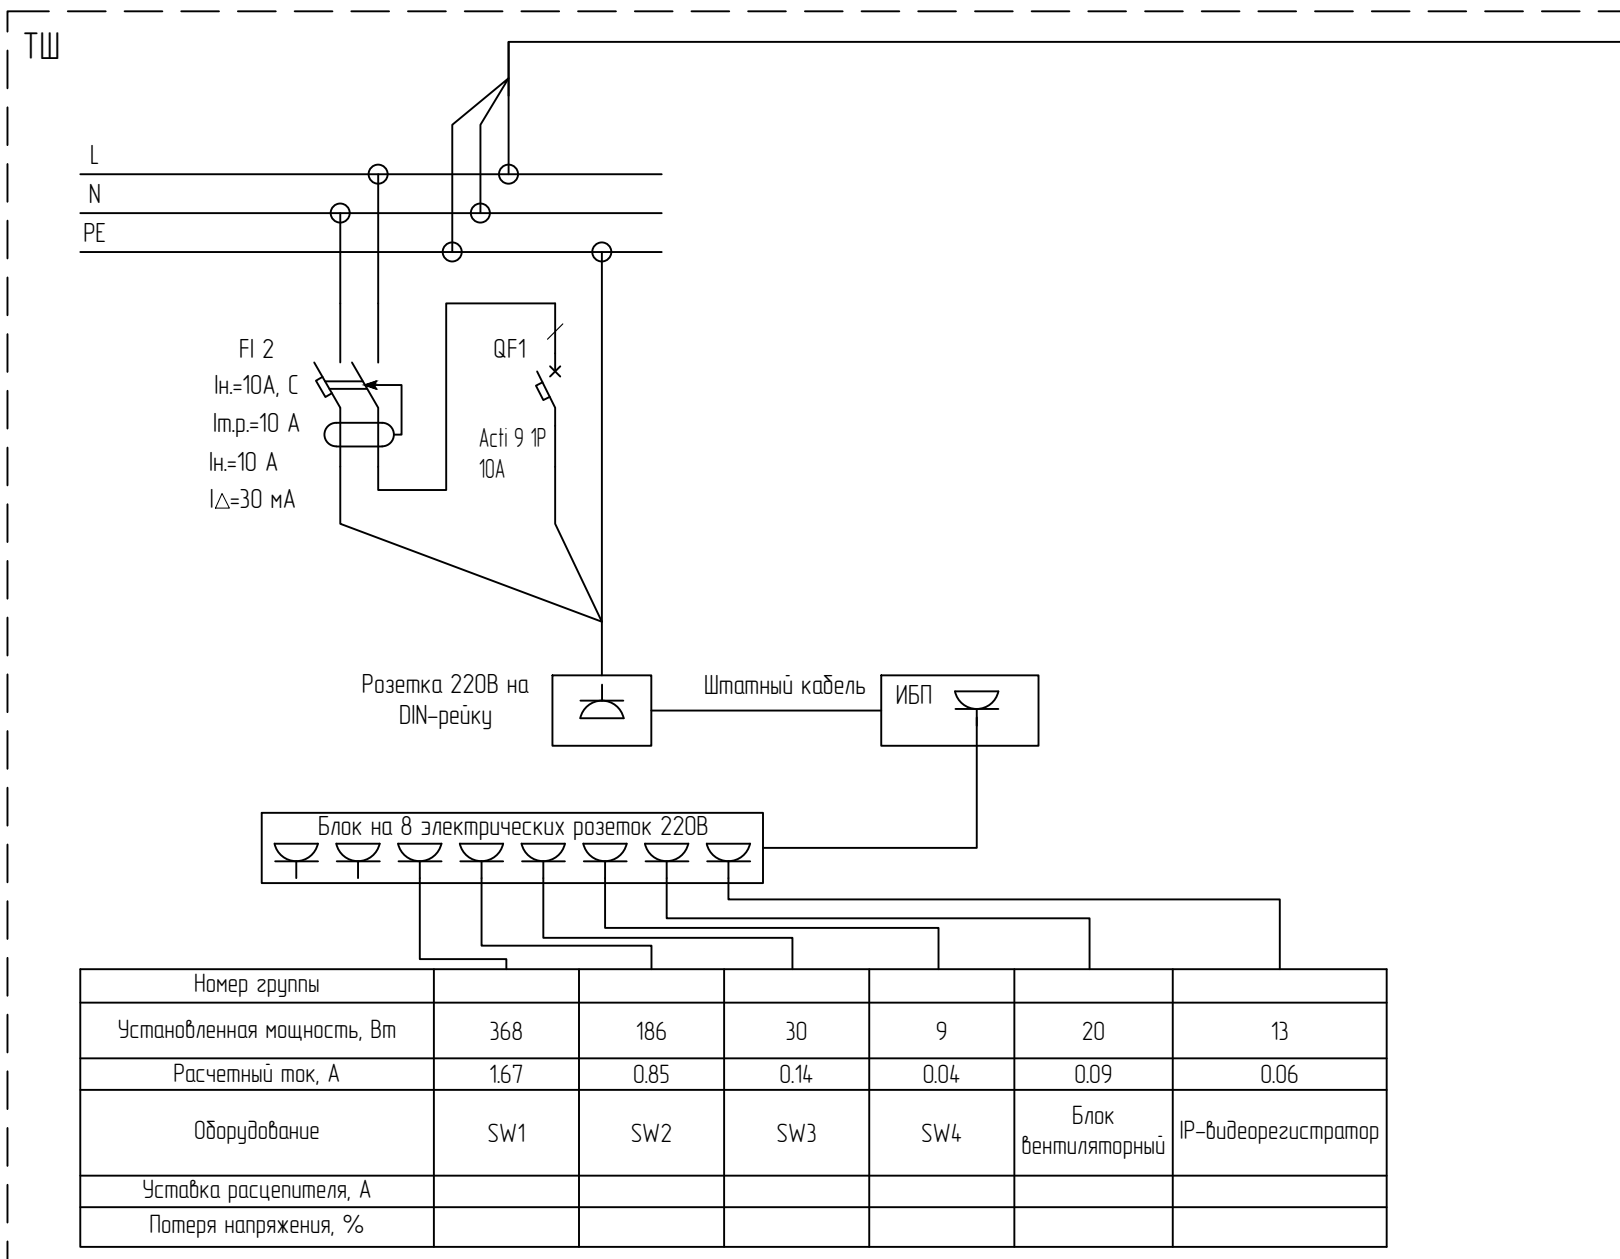 ТШ
L
N
PE
FI 2
Iн.=10А, С
Iт.р.=10 А
Iн.=10 А
I△=30 мА
QF1
Acti 9 1P
10А
Розетка 220В на
DIN-рейку
Штатный кабель
ИБП
Блок на 8 электрических розеток 220В
Номер группы
Установленная мощность, Вт 368 186 30 9 20 13
Расчетный ток, А 1.67 0.85 0.14 0.04 0.09 0.06
Оборудование SW1 SW2 SW3 SW4 Блок вентиляторный IP-видеорегистратор
Уставка расцепителя, А
Потеря напряжения, %